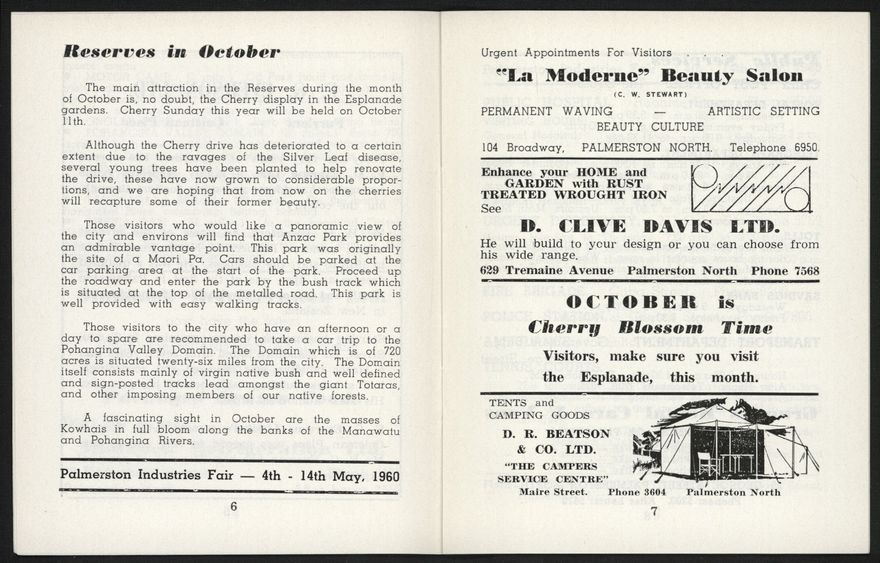 Reserves in October
The main attraction in the Reserves during the month
of October is, no doubt, the Cherry display in the Esplanade
gardens. Cherry Sunday this year will be held on October
11th.
Although the Cherry drive has deteriorated to a certain
extent due to the ravages of the Silver Leaf disease,
several young trees have been planted to help renovate
the drive, these have now grown to considerable propor-
tions, and we are hoping that from now on the cherries
will recapture some of their former beauty.
Those visitors who would like a panoramic view of
the city and environs will find that Anzac Park provides
an admirable vantage point. This park was originally
the site of a Maori Pa. Cars should be parked at the
car parking area at the start of the park. Proceed up
the roadway and enter the park by the bush track which
is situated at the top of the metalled road. This park is
well provided with easy walking tracks.
Those visitors to the city who have an afternoon or a
day to spare are recommended to take a car trip to the
Pohangina Valley Domain. The Domain which is of 720
acres is situated twenty-six miles from the city. The Domain
itself consists mainly of virgin native bush and well defined
and sign-posted tracks lead amongst the giant Totaras,
and other imposing members of our native forests.
A fascinating sight in October are the masses of
Kowhais in full bloom along the banks of the Manawatu
and Pohangina Rivers.
Palmerston Industries Fair — 4th - 14th May, 1960
6
Urgent Appointments For Visitors . . . .
"La Moderne" Beauty Salon
(C. W. STEWART)
PERMANENT WAVING — ARTISTIC SETTING
BEAUTY CULTURE
104 Broadway, PALMERSTON NORTH. Telephone 6950.
Enhance your HOME and
GARDEN with RUST
TREATED WROUGHT IRON
See
D. CLIVE DAVIS LTD.
He will build to your design or you can choose from
his wide range.
629 Tremaine Avenue Palmerston North Phone 7568
OCTOBER is
Cherry Blossom Time
Visitors, make sure you visit
the Esplanade, this month.
TENTS and
CAMPING GOODS
D. R. BEATSON
& CO. LTD.
"THE CAMPERS
SERVICE CENTRE"
Maire Street. Phone 3604 Palmerston North
7